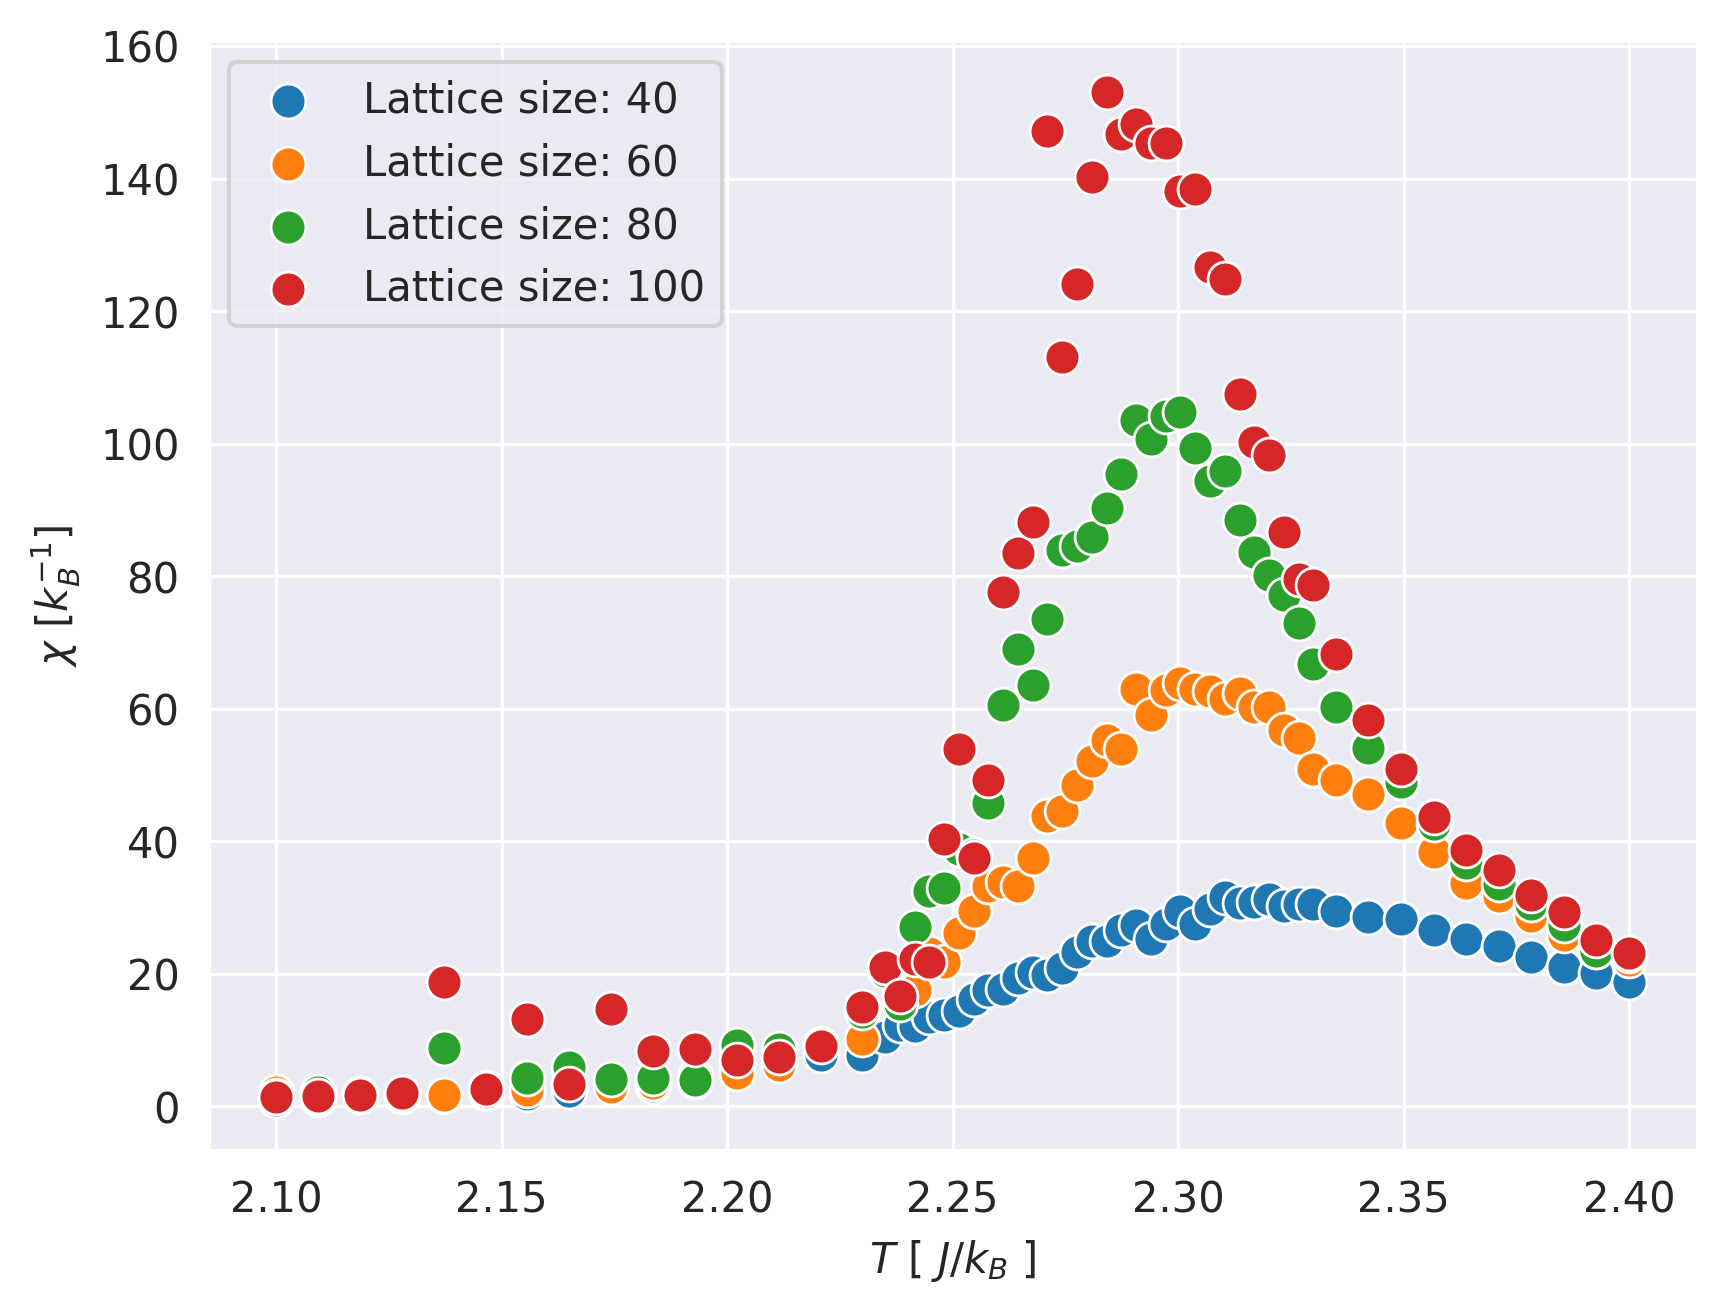 160
140
120
100
80
60
40
20
0
χ [k_B^{-1}]
Lattice size: 40
Lattice size: 60
Lattice size: 80
Lattice size: 100
2.10 2.15 2.20 2.25 2.30 2.35 2.40
T [ J/k_B ]